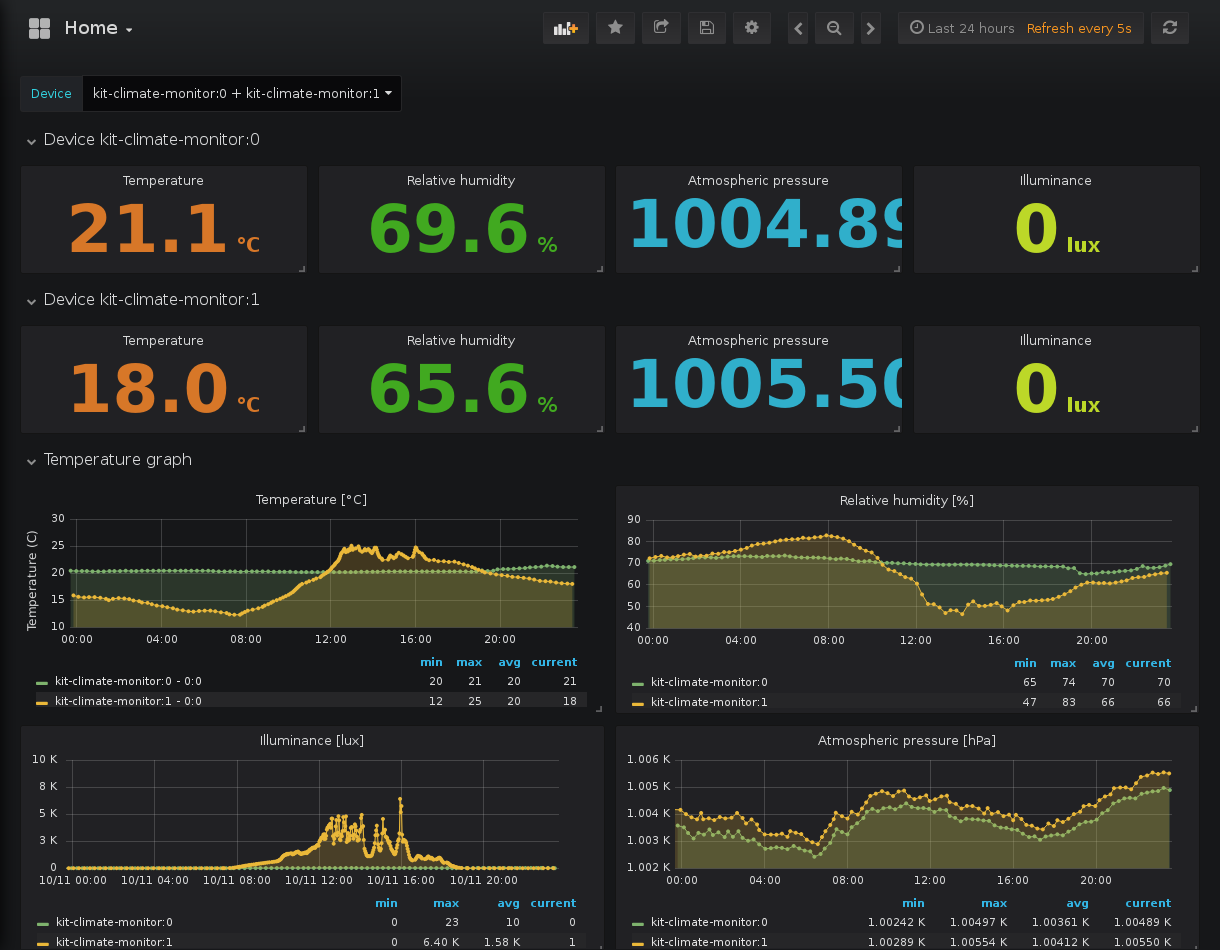 Home
Last 24 hours Refresh every 5s
Device kit-climate-monitor:0 + kit-climate-monitor:1
Device kit-climate-monitor:0
Temperature Relative humidity Atmospheric pressure Illuminance
21.1 °C 69.6 % 1004.89 0 lux
Device kit-climate-monitor:1
Temperature Relative humidity Atmospheric pressure Illuminance
18.0 °C 65.6 % 1005.50 0 lux
Temperature graph
Temperature [°C]
Temperature (C)
30
25
20
15
10
00:00 04:00 08:00 12:00 16:00 20:00
min max avg current
kit-climate-monitor:0 - 0:0 20 21 20 21
kit-climate-monitor:1 - 0:0 12 25 20 18
Relative humidity [%]
90
80
70
60
50
40
00:00 04:00 08:00 12:00 16:00 20:00
min max avg current
kit-climate-monitor:0 65 74 70 70
kit-climate-monitor:1 47 83 66 66
Illuminance [lux]
10 K
8 K
5 K
3 K
0
10/11 00:00 10/11 04:00 10/11 08:00 10/11 12:00 10/11 16:00 10/11 20:00
min max avg current
kit-climate-monitor:0 0 23 10 0
kit-climate-monitor:1 0 6.40 K 1.58 K 1
Atmospheric pressure [hPa]
1.006 K
1.005 K
1.004 K
1.003 K
1.002 K
00:00 04:00 08:00 12:00 16:00 20:00
min max avg current
kit-climate-monitor:0 1.00242 K 1.00497 K 1.00361 K 1.00489 K
kit-climate-monitor:1 1.00289 K 1.00554 K 1.00412 K 1.00550 K